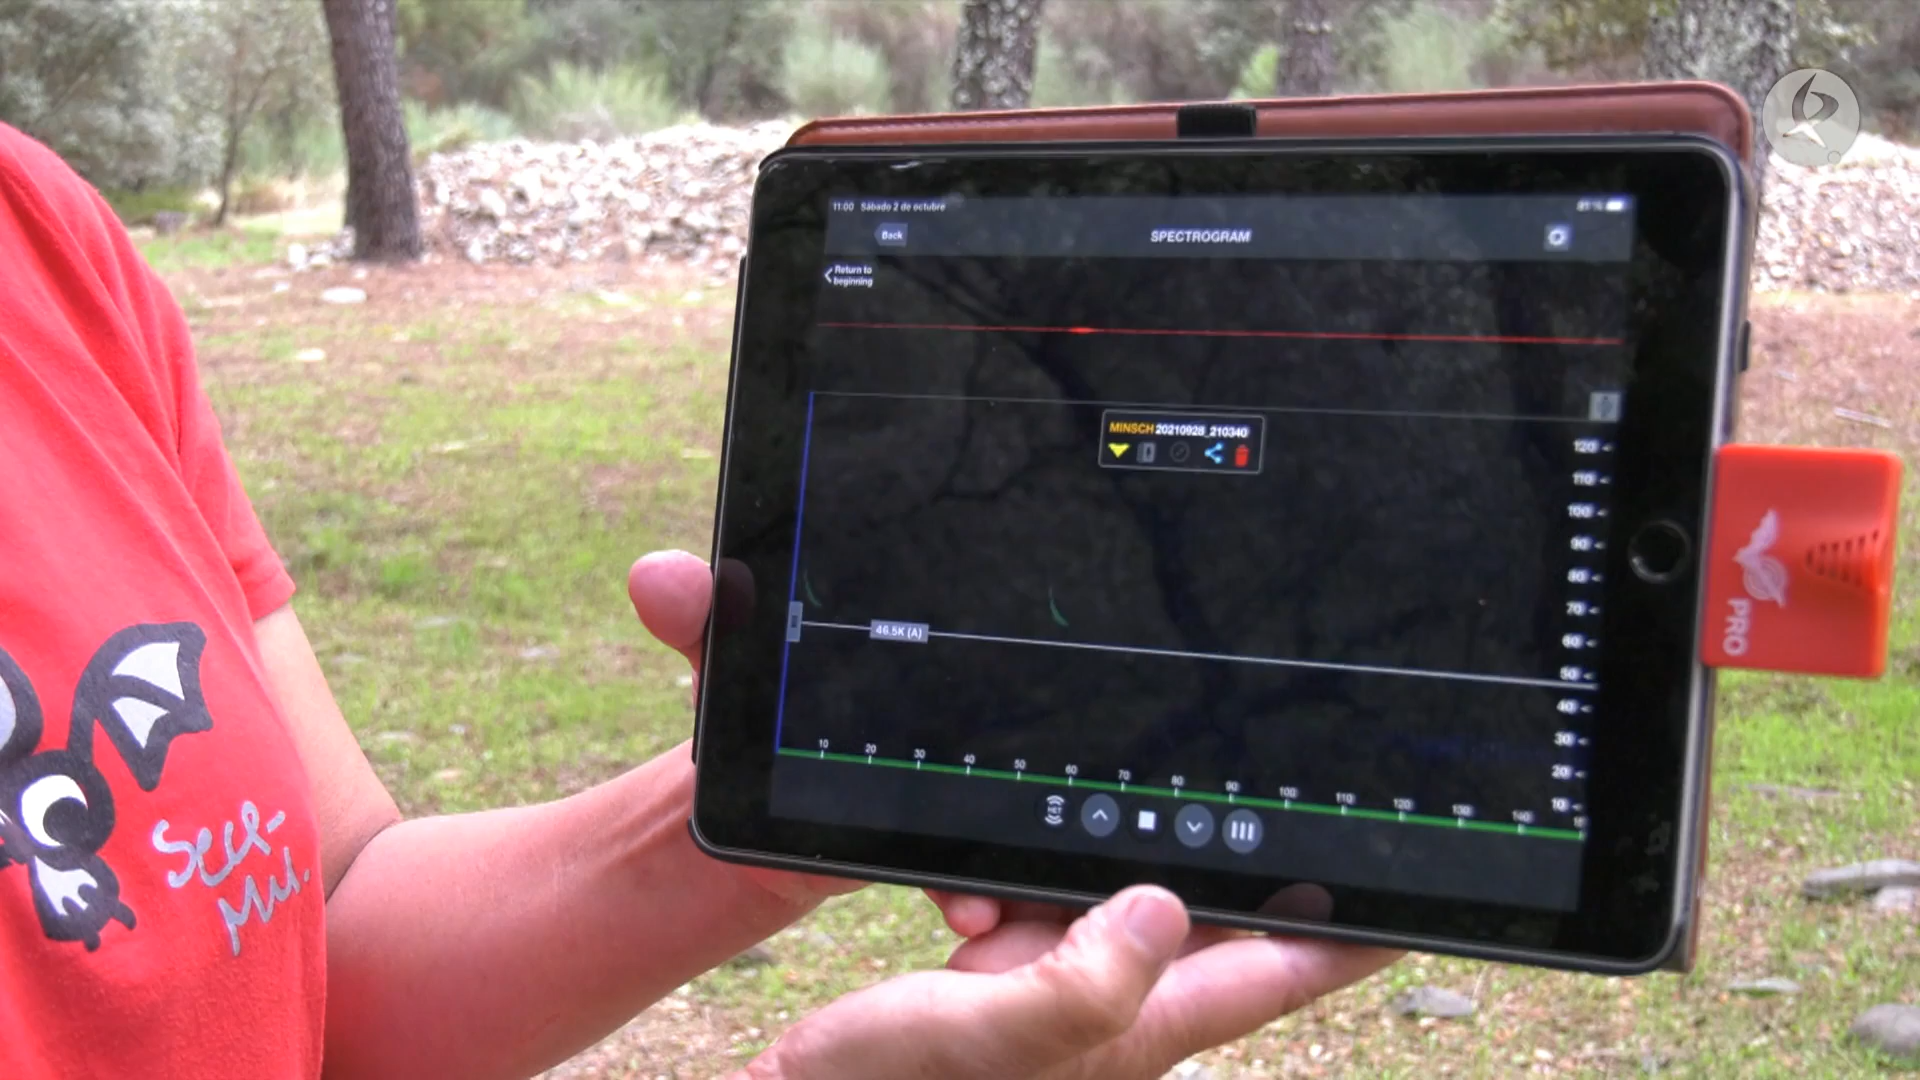 11:00 Sábado 2 de octubre
Back
SPECTROGRAM
Return to
beginning
MINSCH 20210928_210340
120
110
100
90
80
70
60
50
40
30
20
10
46.5K (A)
10 20 30 40 50 60 70 80 90 100 110 120 130 140
PRO
Secemu.